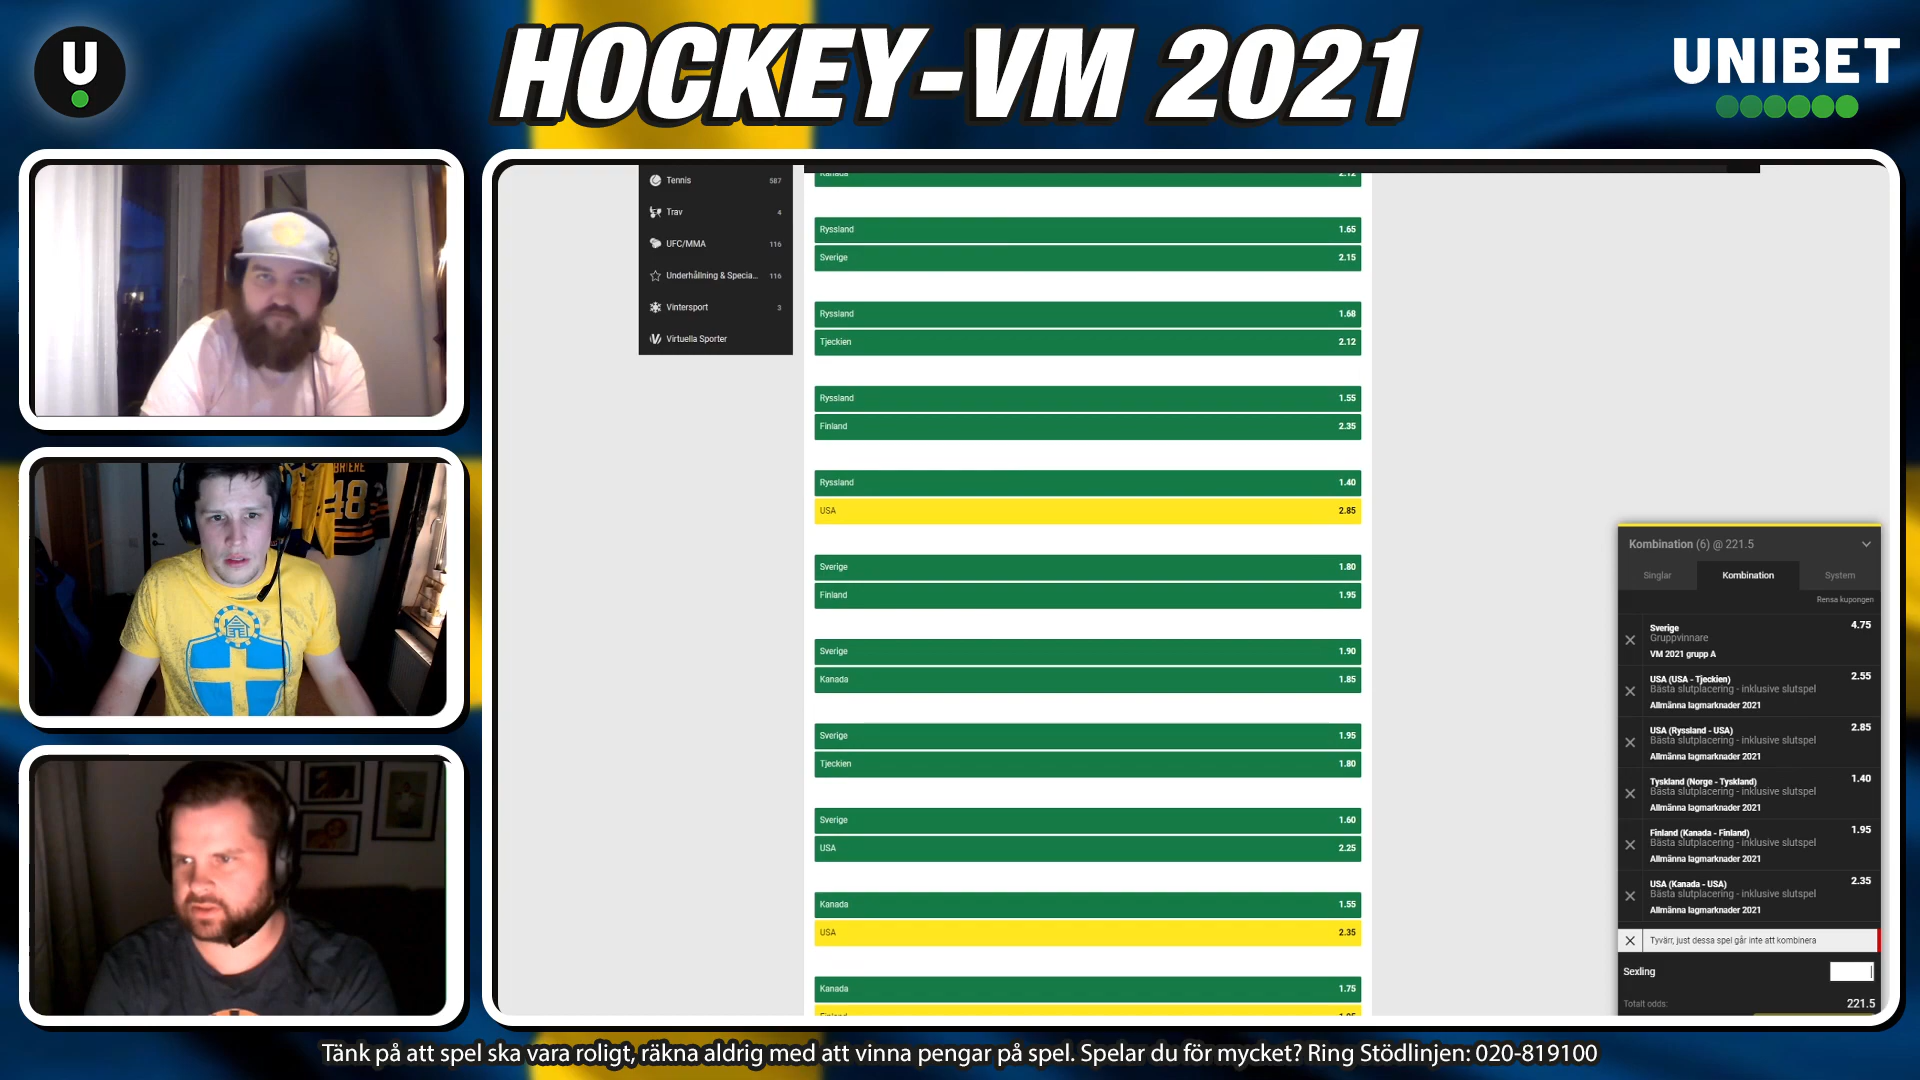 HOCKEY-VM 2021
U
UNIBET
BRIERE
48
Tennis 587
Trav 4
UFC/MMA 116
Underhållning & Specia... 116
Vintersport 3
Virtuella Sporter
Kanada 2.12
Ryssland 1.65
Sverige 2.15
Ryssland 1.68
Tjeckien 2.12
Ryssland 1.55
Finland 2.35
Ryssland 1.40
USA 2.85
Sverige 1.80
Finland 1.95
Sverige 1.90
Kanada 1.85
Sverige 1.95
Tjeckien 1.80
Sverige 1.60
USA 2.25
Kanada 1.55
USA 2.35
Kanada 1.75
Finland 1.95
Kombination (6) @ 221.5
Singlar Kombination System
Rensa kupongen
Sverige 4.75
Gruppvinnare
VM 2021 grupp A
USA (USA - Tjeckien) 2.55
Bästa slutplacering - inklusive slutspel
Allmänna lagmarknader 2021
USA (Ryssland - USA) 2.85
Bästa slutplacering - inklusive slutspel
Allmänna lagmarknader 2021
Tyskland (Norge - Tyskland) 1.40
Bästa slutplacering - inklusive slutspel
Allmänna lagmarknader 2021
Finland (Kanada - Finland) 1.95
Bästa slutplacering - inklusive slutspel
Allmänna lagmarknader 2021
USA (Kanada - USA) 2.35
Bästa slutplacering - inklusive slutspel
Allmänna lagmarknader 2021
Tyvärr, just dessa spel går inte att kombinera
Sexling
Totalt odds: 221.5
Tänk på att spel ska vara roligt, räkna aldrig med att vinna pengar på spel. Spelar du för mycket? Ring Stödlinjen: 020-819100